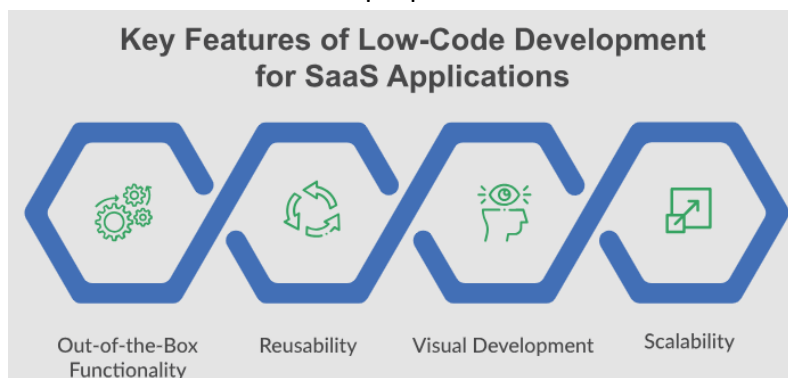 Key Features of Low-Code Development
for SaaS Applications
Out-of-the-Box
Functionality
Reusability
Visual Development
Scalability